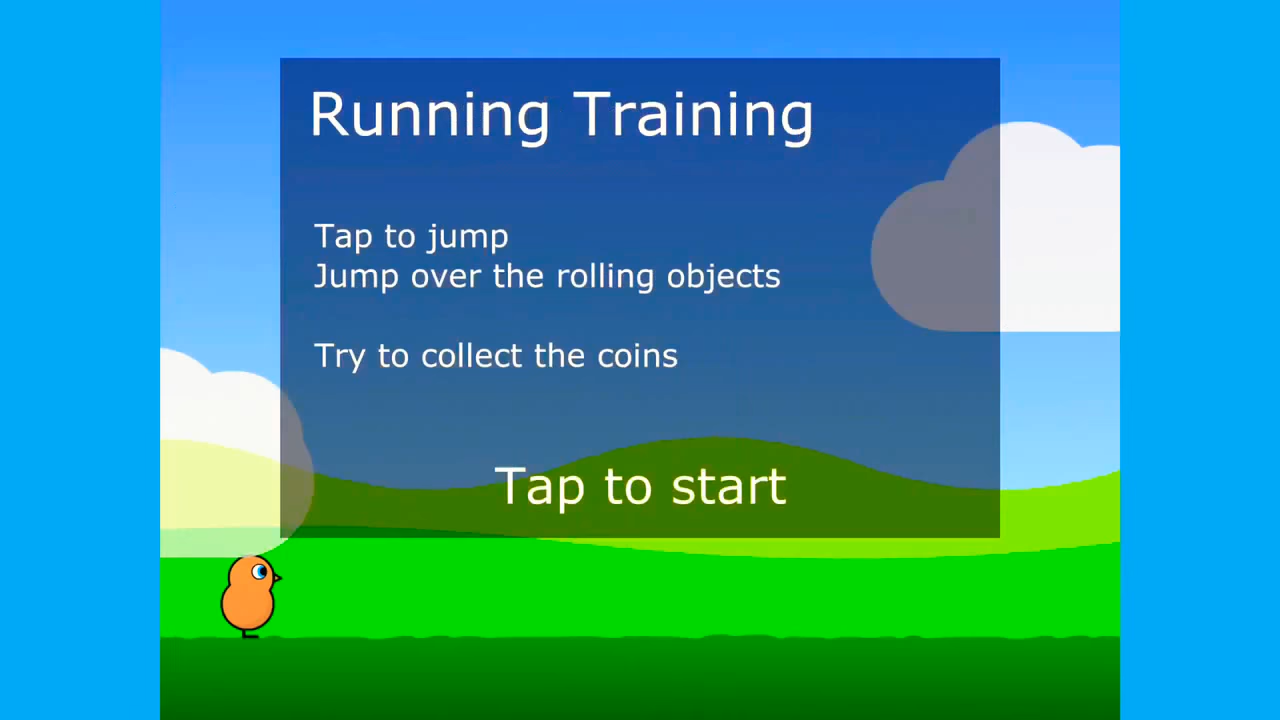 Running Training
Tap to jump
Jump over the rolling objects
Try to collect the coins
Tap to start